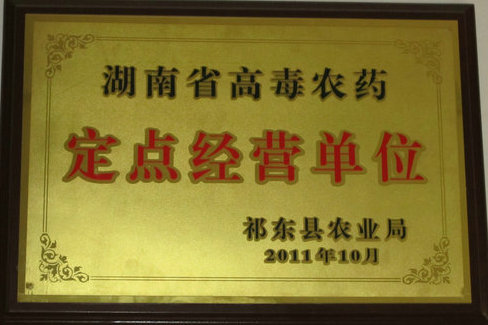 湖南省高毒农药
定点经营单位
祁东县农业局
2011年10月